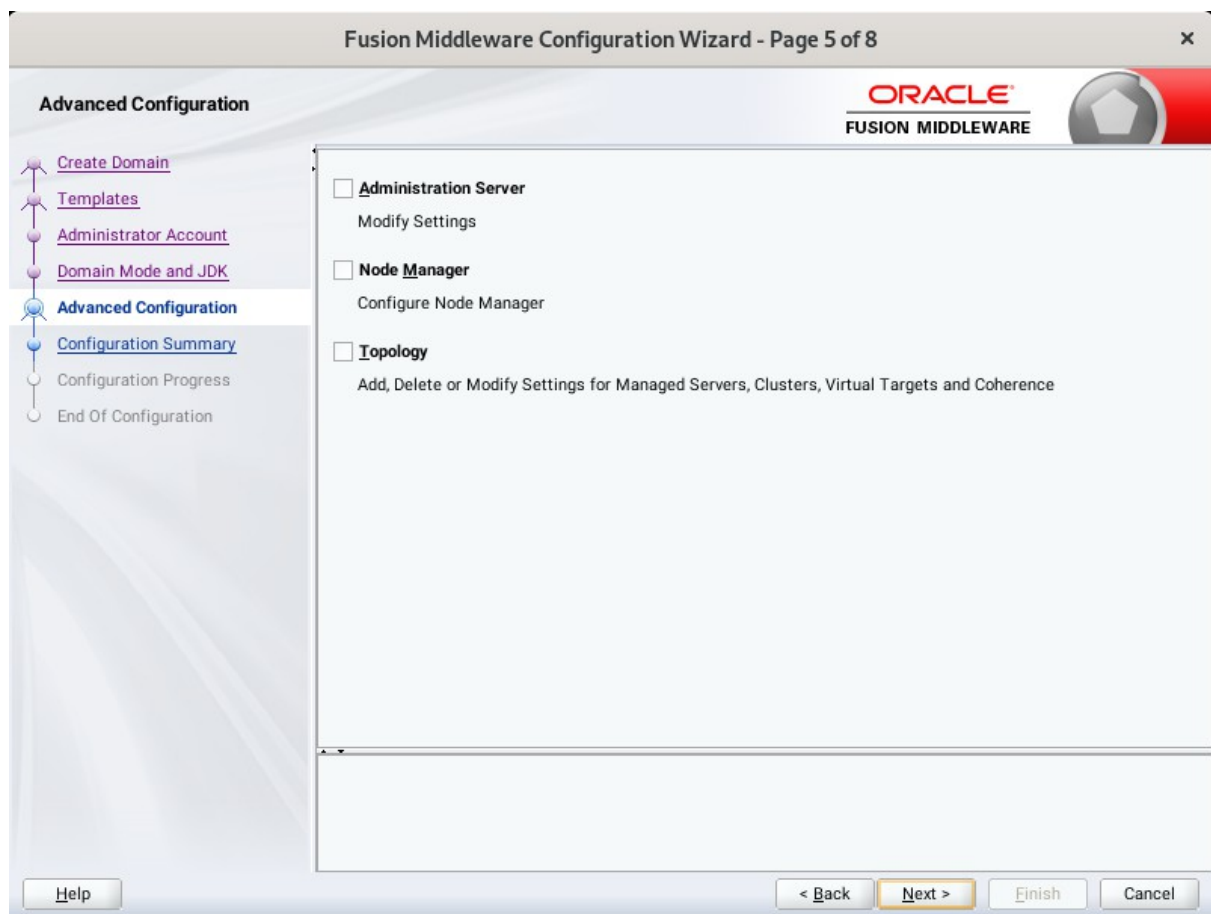 Fusion Middleware Configuration Wizard - Page 5 of 8
Advanced Configuration
ORACLE
FUSION MIDDLEWARE
Create Domain
Templates
Administrator Account
Domain Mode and JDK
Advanced Configuration
Configuration Summary
Configuration Progress
End Of Configuration
Administration Server
Modify Settings
Node Manager
Configure Node Manager
Topology
Add, Delete or Modify Settings for Managed Servers, Clusters, Virtual Targets and Coherence
Help
< Back
Next >
Finish
Cancel